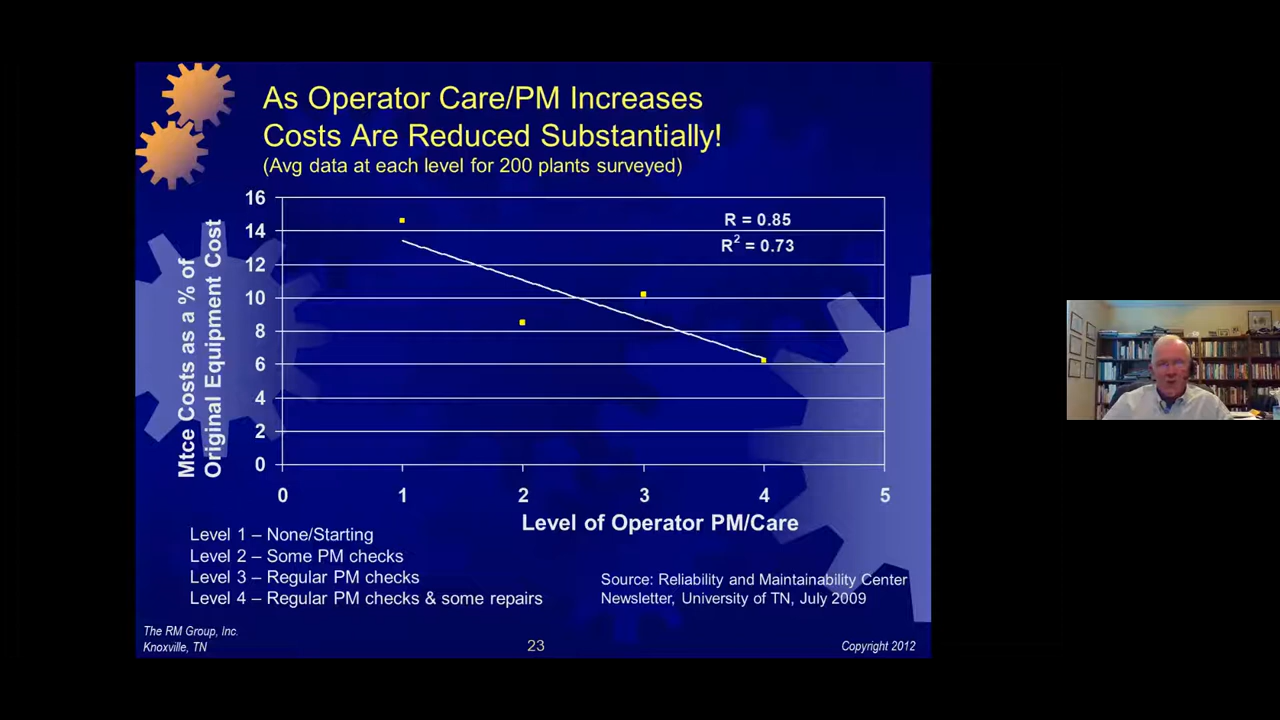 As Operator Care/PM Increases
Costs Are Reduced Substantially!
(Avg data at each level for 200 plants surveyed)
Mtce Costs as a % of
Original Equipment Cost
16
14
12
10
8
6
4
2
0
R = 0.85
R² = 0.73
0 1 2 3 4 5
Level of Operator PM/Care
Level 1 – None/Starting
Level 2 – Some PM checks
Level 3 – Regular PM checks
Level 4 – Regular PM checks & some repairs
Source: Reliability and Maintainability Center
Newsletter, University of TN, July 2009
The RM Group, Inc.
Knoxville, TN
23
Copyright 2012